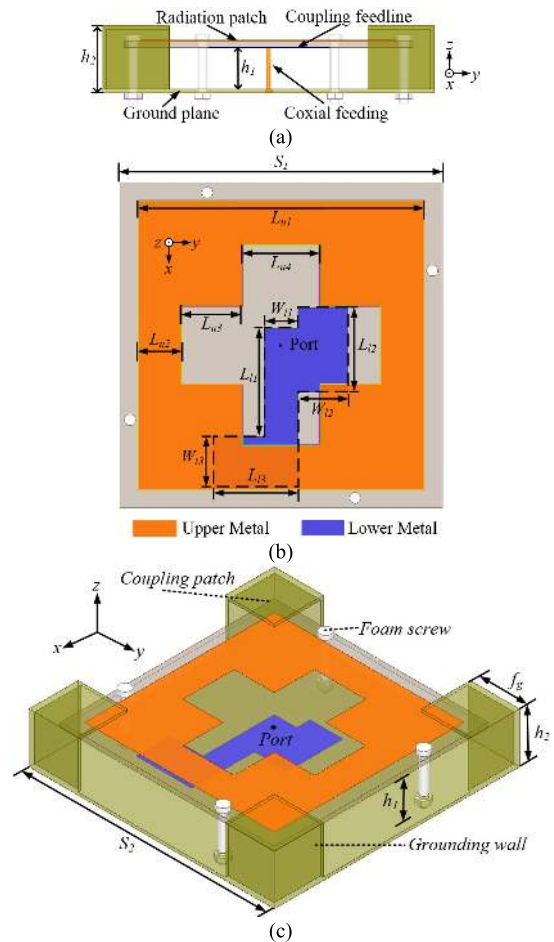 Radiation patch Coupling feedline
h2 h1 z x y
Ground plane Coxial feeding
(a)
S1
Lu1
z y x
Lu4
Lu3 Wl1
Lu2 Port Ll2
Ll1
Wl2
Wl3 Ll3
Upper Metal Lower Metal
(b)
Coupling patch
z x y
Foam screw
fg
h2
Port
h1
S2
Grounding wall
(c)